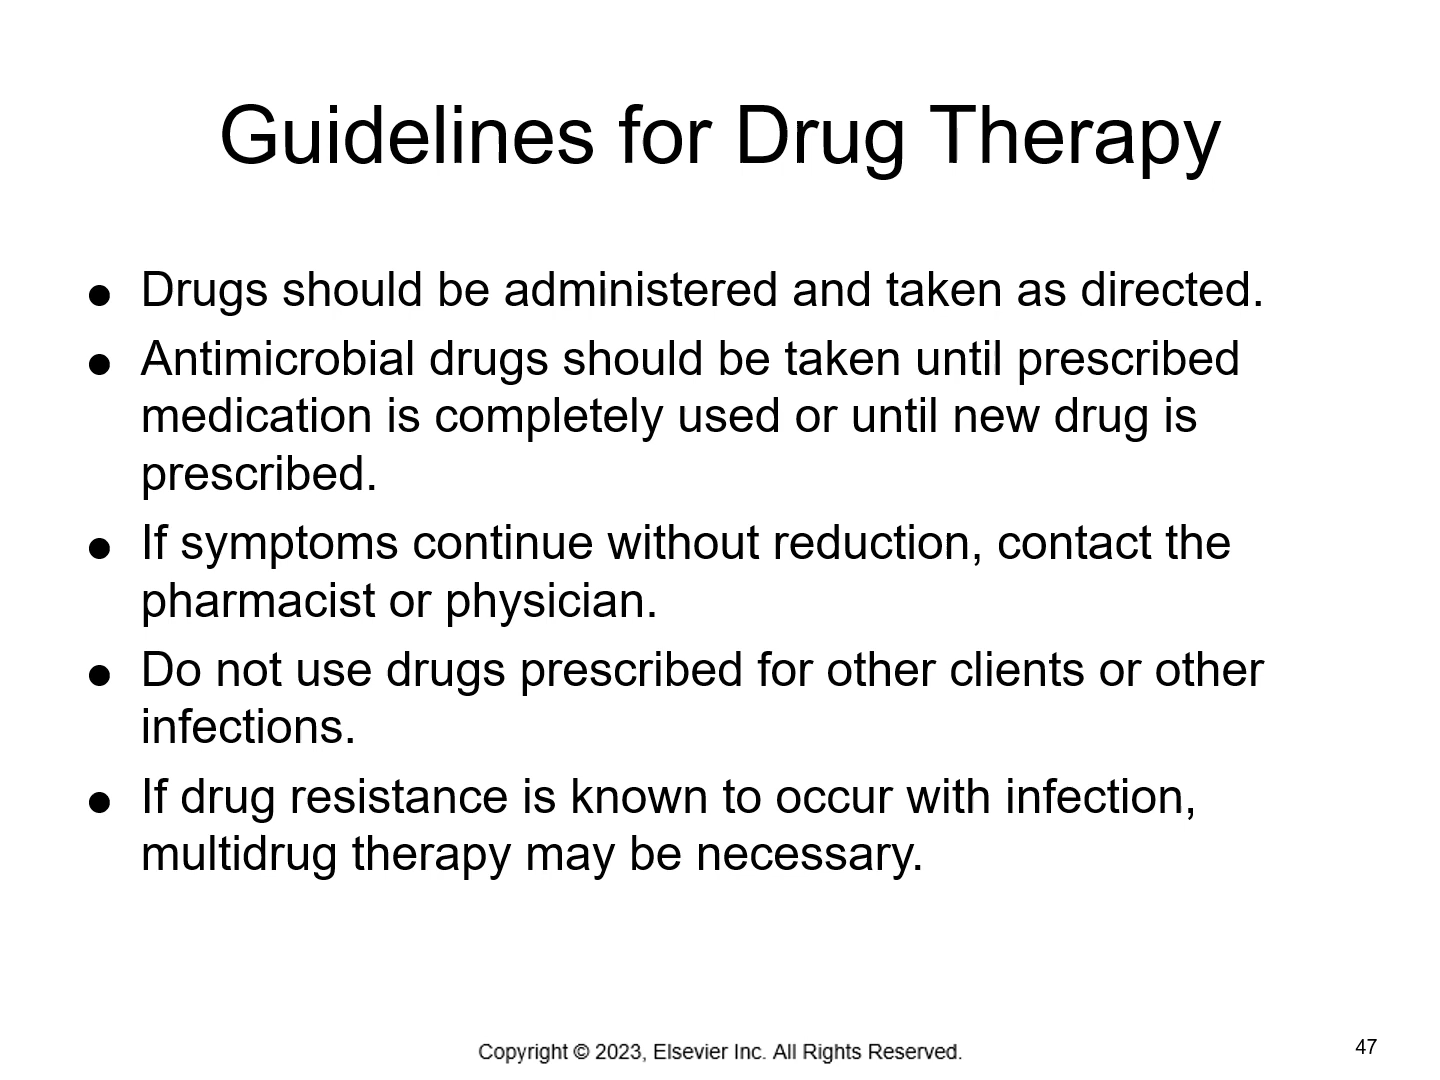 Guidelines for Drug Therapy
● Drugs should be administered and taken as directed.
● Antimicrobial drugs should be taken until prescribed
medication is completely used or until new drug is
prescribed.
● If symptoms continue without reduction, contact the
pharmacist or physician.
● Do not use drugs prescribed for other clients or other
infections.
● If drug resistance is known to occur with infection,
multidrug therapy may be necessary.
Copyright © 2023, Elsevier Inc. All Rights Reserved.
47